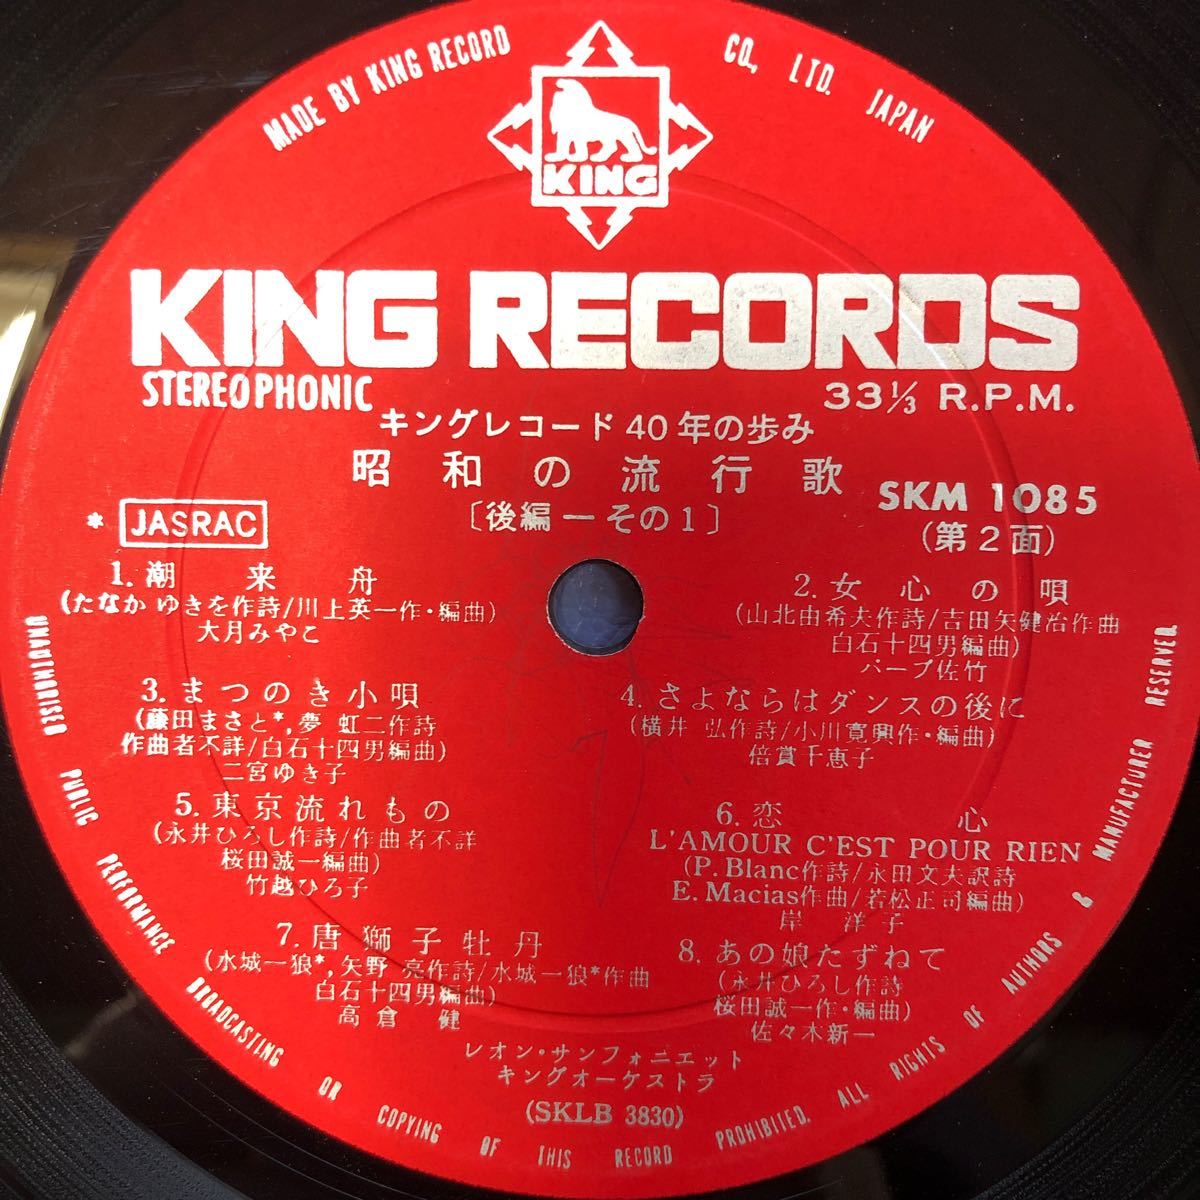 MADE BY KING RECORD CO., LTD. JAPAN
KING
KING RECORDS
STEREOPHONIC
33⅓ R.P.M.
キングレコード 40 年の歩み
昭和の流行歌
SKM 1085
〔後編 ― その1〕
(第2面)
* JASRAC
1. 潮来舟
(たなか ゆきを作詩/川上英一作・編曲)
大月みやこ
2. 女心の唄
(山北由希夫作詩/吉田矢健治作曲
白石十四男編曲)
バーブ佐竹
3. まつのき小唄
(藤田まさと*, 夢 虹二作詩
作曲者不詳/白石十四男編曲)
二宮ゆき子
4. さよならはダンスの後に
(横井 弘作詩/小川寛興作・編曲)
倍賞千恵子
5. 東京流れもの
(永井ひろし作詩/作曲者不詳
桜田誠一編曲)
竹越ひろ子
6. 恋心
L'AMOUR C'EST POUR RIEN
(P. Blanc作詩/永田文夫訳詩
E. Macias作曲/若松正司編曲)
岸 洋子
7. 唐獅子牡丹
(水城一狼*, 矢野 亮作詩/水城一狼*作曲
白石十四男編曲)
高倉 健
8. あの娘たずねて
(永井ひろし作詩
桜田誠一作・編曲)
佐々木新一
レオン・サンフォニエット
キングオーケストラ
(SKLB 3830)
UNAUTHORISED PUBLIC PERFORMANCE BROADCASTING OR COPYING OF THIS RECORD PROHIBITED. ALL RIGHTS OF AUTHORS & MANUFACTURER RESERVED.